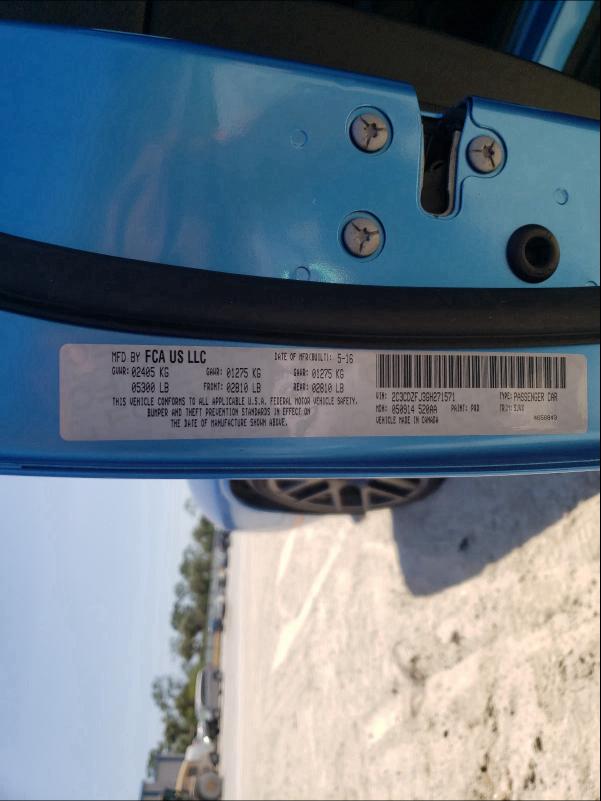 MFD BY FCA US LLC DATE OF MFR(BUILT): 5-16
GVWR: 02405 KG GAWR: 01275 KG GAWR: 01275 KG
05300 LB FRONT: 02810 LB REAR: 02810 LB
THIS VEHICLE CONFORMS TO ALL APPLICABLE U.S.A. FEDERAL MOTOR VEHICLE SAFETY,
BUMPER AND THEFT PREVENTION STANDARDS IN EFFECT ON
THE DATE OF MANUFACTURE SHOWN ABOVE.
VIN: 2C3CDZFJ3GH271571 TYPE: PASSENGER CAR
MDH: 050914 520AA PAINT: PQD TRIM:
VEHICLE MADE IN CANADA